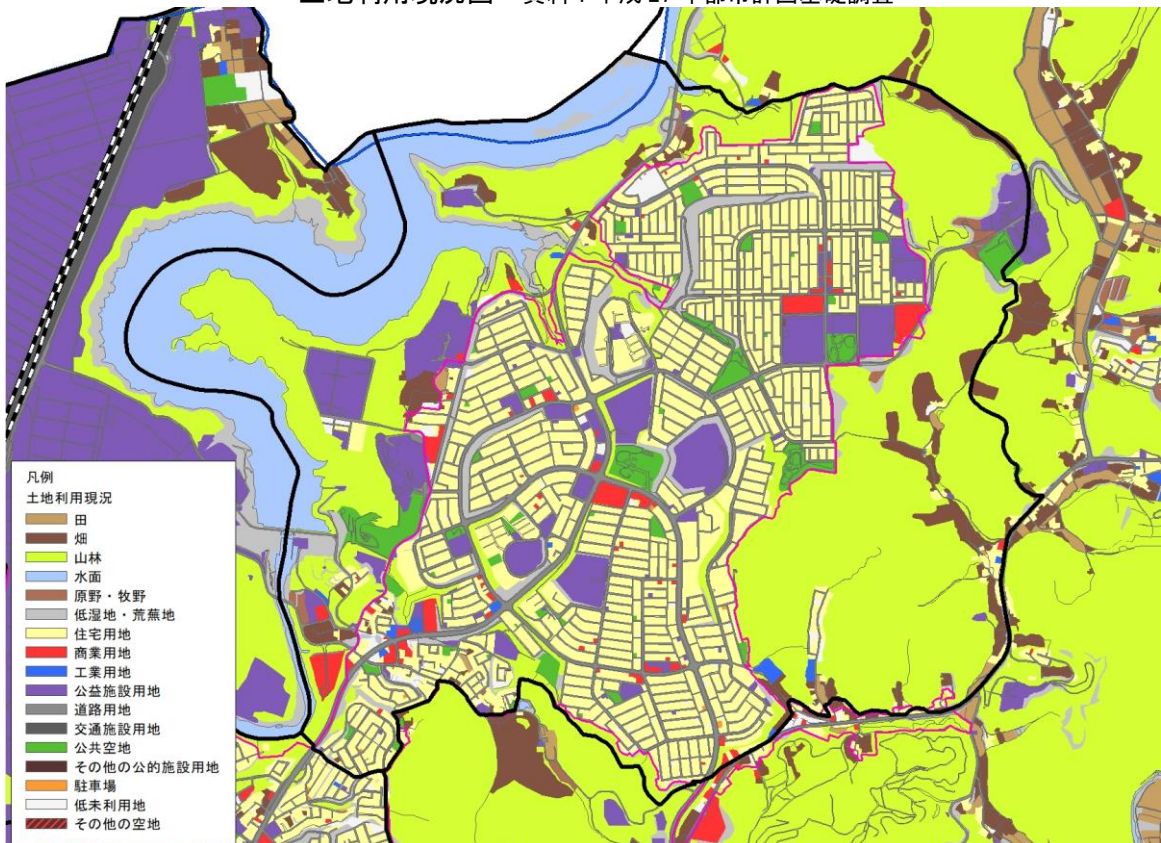 凡例
土地利用現況
田
畑
山林
水面
原野・牧野
低湿地・荒蕪地
住宅用地
商業用地
工業用地
公益施設用地
道路用地
交通施設用地
公共空地
その他の公的施設用地
駐車場
低未利用地
その他の空地